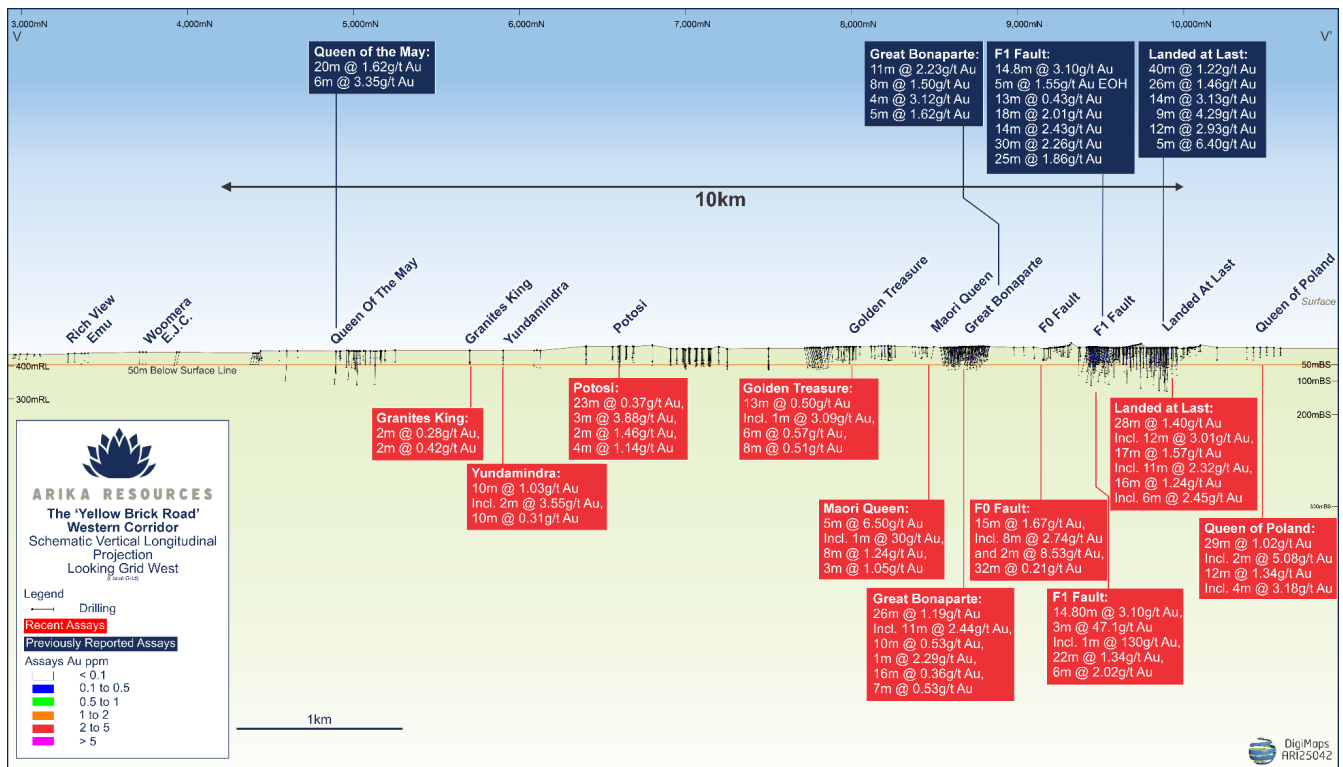 3,000mN
4,000mN
5,000mN
6,000mN
7,000mN
8,000mN
9,000mN
10,000mN
V
V'
Queen of the May:
20m @ 1.62g/t Au
6m @ 3.35g/t Au
Great Bonaparte:
11m @ 2.23g/t Au
8m @ 1.50g/t Au
4m @ 3.12g/t Au
5m @ 1.62g/t Au
F1 Fault:
14.8m @ 3.10g/t Au
5m @ 1.55g/t Au EOH
13m @ 0.43g/t Au
18m @ 2.01g/t Au
14m @ 2.43g/t Au
30m @ 2.26g/t Au
25m @ 1.86g/t Au
Landed at Last:
40m @ 1.22g/t Au
26m @ 1.46g/t Au
14m @ 3.13g/t Au
9m @ 4.29g/t Au
12m @ 2.93g/t Au
5m @ 6.40g/t Au
10km
Rich View
Emu
Woomera
E.J.C.
Queen Of The May
Granites King
Yundamindra
Potosi
Golden Treasure
Maori Queen
Great Bonaparte
F0 Fault
F1 Fault
Landed At Last
Queen of Poland
Surface
400mRL
50m Below Surface Line
300mRL
50mBS
100mBS
200mBS
300mBS
Granites King:
2m @ 0.28g/t Au,
2m @ 0.42g/t Au
Yundamindra:
10m @ 1.03g/t Au
Incl. 2m @ 3.55g/t Au,
10m @ 0.31g/t Au
Potosi:
23m @ 0.37g/t Au,
3m @ 3.88g/t Au,
2m @ 1.46g/t Au,
4m @ 1.14g/t Au
Golden Treasure:
13m @ 0.50g/t Au
Incl. 1m @ 3.09g/t Au,
6m @ 0.57g/t Au,
8m @ 0.51g/t Au
Maori Queen:
5m @ 6.50g/t Au
Incl. 1m @ 30g/t Au,
8m @ 1.24g/t Au,
3m @ 1.05g/t Au
Great Bonaparte:
26m @ 1.19g/t Au
Incl. 11m @ 2.44g/t Au,
10m @ 0.53g/t Au,
1m @ 2.29g/t Au,
16m @ 0.36g/t Au,
7m @ 0.53g/t Au
F0 Fault:
15m @ 1.67g/t Au,
Incl. 8m @ 2.74g/t Au
and 2m @ 8.53g/t Au,
32m @ 0.21g/t Au
F1 Fault:
14.80m @ 3.10g/t Au,
3m @ 47.1g/t Au
Incl. 1m @ 130g/t Au,
22m @ 1.34g/t Au,
6m @ 2.02g/t Au
Landed at Last:
28m @ 1.40g/t Au
Incl. 12m @ 3.01g/t Au,
17m @ 1.57g/t Au
Incl. 11m @ 2.32g/t Au,
16m @ 1.24g/t Au
Incl. 6m @ 2.45g/t Au
Queen of Poland:
29m @ 1.02g/t Au
Incl. 2m @ 5.08g/t Au
12m @ 1.34g/t Au
Incl. 4m @ 3.18g/t Au
ARIKA RESOURCES
The 'Yellow Brick Road'
Western Corridor
Schematic Vertical Longitudinal
Projection
Looking Grid West
(Local Grid)
Legend
Drilling
Recent Assays
Previously Reported Assays
Assays Au ppm
< 0.1
0.1 to 0.5
0.5 to 1
1 to 2
2 to 5
> 5
1km
DigiMaps
ARI25042